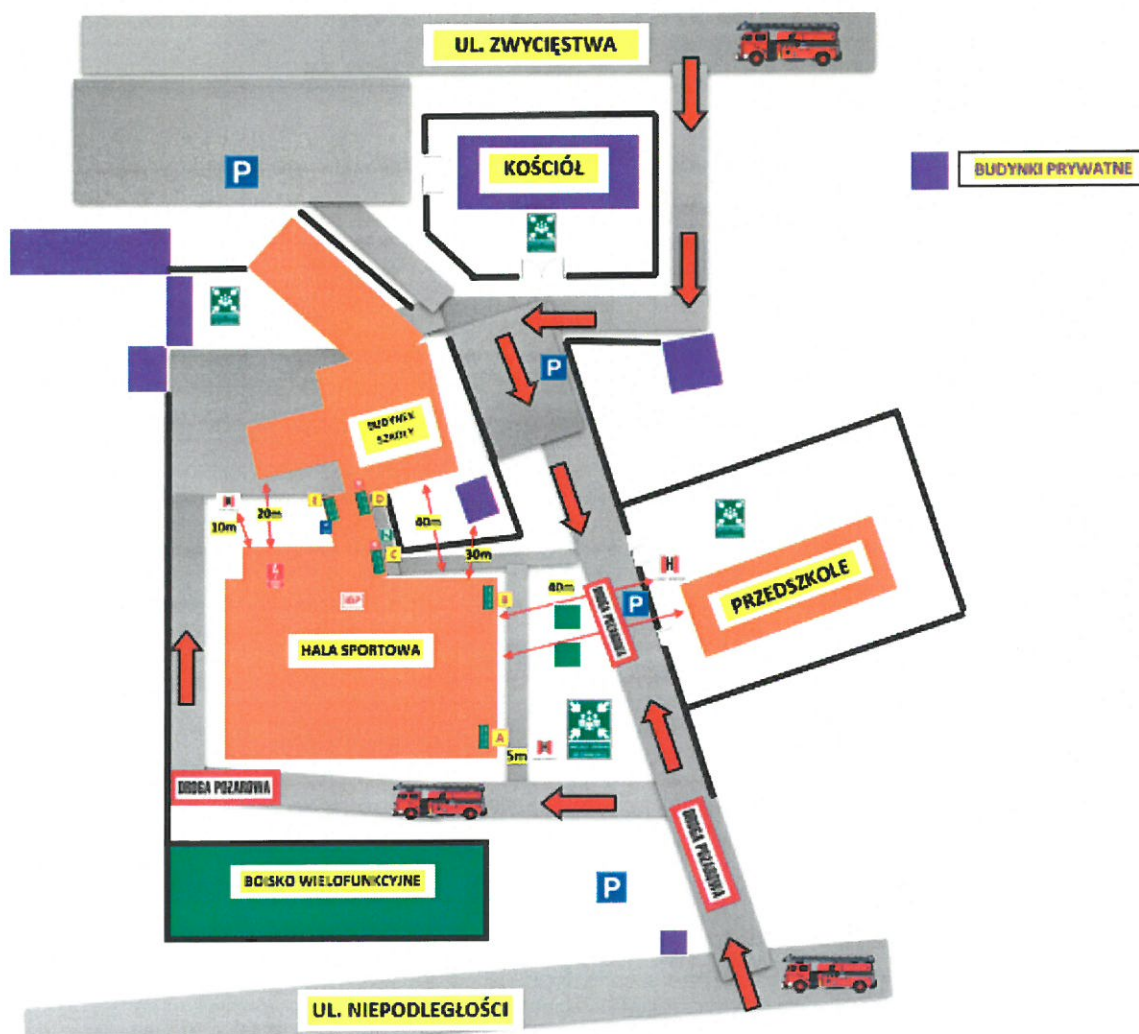 UL. ZWYCIĘSTWA
P
KOŚCIÓŁ
BUDYNKI PRYWATNE
P
BUDYNEK
SZKOŁY
E
D
H
10m
20m
40m
30m
C
H
40m
PRZEDSZKOLE
B
DROGA POŻAROWA
P
HALA SPORTOWA
A
H
5m
DROGA POŻAROWA
DROGA POŻAROWA
BOISKO WIELOFUNKCYJNE
P
UL. NIEPODLEGŁOŚCI